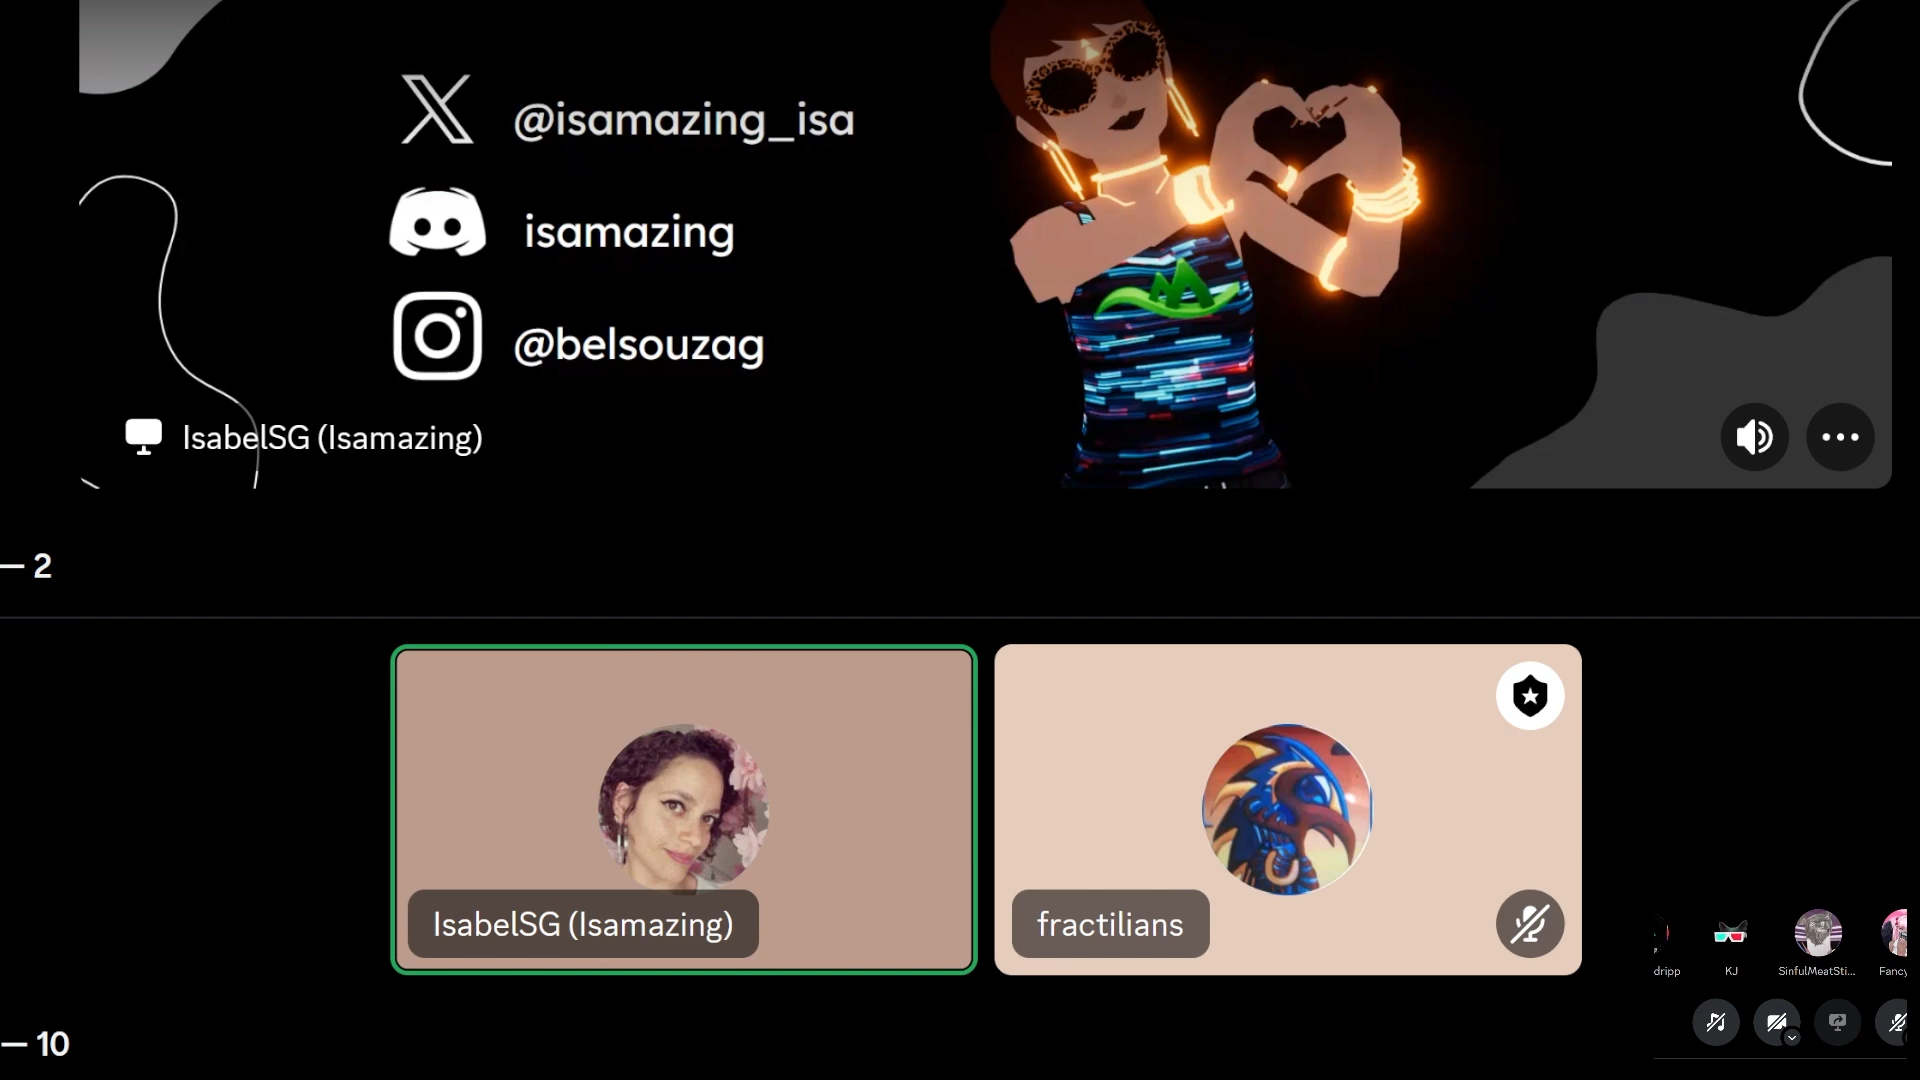 @isamazing_isa
isamazing
@belsouzag
IsabelSG (Isamazing)
— 2
IsabelSG (Isamazing)
fractilians
dripp
KJ
SinfulMeatSti...
Fancy
— 10